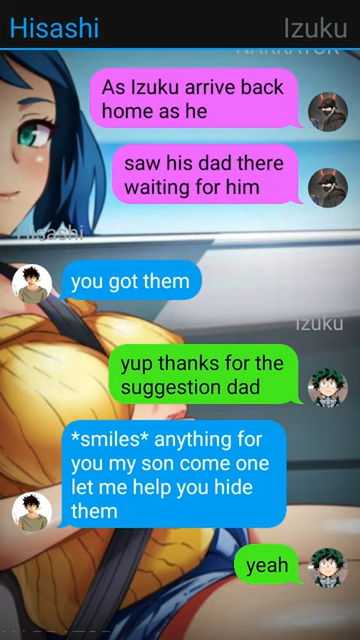 Hisashi Izuku
NARRATOR
As Izuku arrive back
home as he
saw his dad there
waiting for him
Hisashi
you got them
Izuku
yup thanks for the
suggestion dad
*smiles* anything for
you my son come one
let me help you hide
them
yeah
NARRATOR